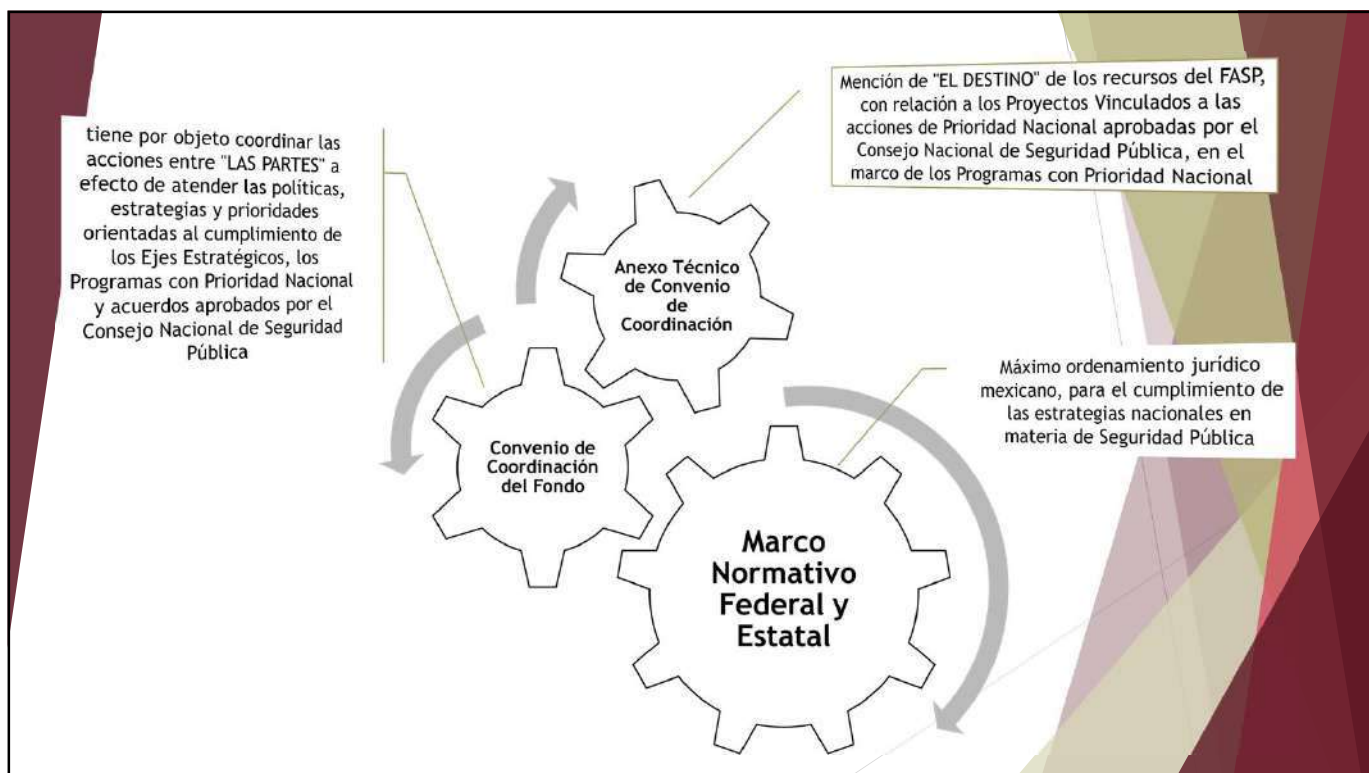 tiene por objeto coordinar las
acciones entre "LAS PARTES" a
efecto de atender las políticas,
estrategias y prioridades
orientadas al cumplimiento de
los Ejes Estratégicos, los
Programas con Prioridad Nacional
y acuerdos aprobados por el
Consejo Nacional de Seguridad
Pública
Mención de "EL DESTINO" de los recursos del FASP,
con relación a los Proyectos Vinculados a las
acciones de Prioridad Nacional aprobadas por el
Consejo Nacional de Seguridad Pública, en el
marco de los Programas con Prioridad Nacional
Anexo Técnico
de Convenio
de
Coordinación
Convenio de
Coordinación
del Fondo
Máximo ordenamiento jurídico
mexicano, para el cumplimiento de
las estrategias nacionales en
materia de Seguridad Pública
Marco
Normativo
Federal y
Estatal